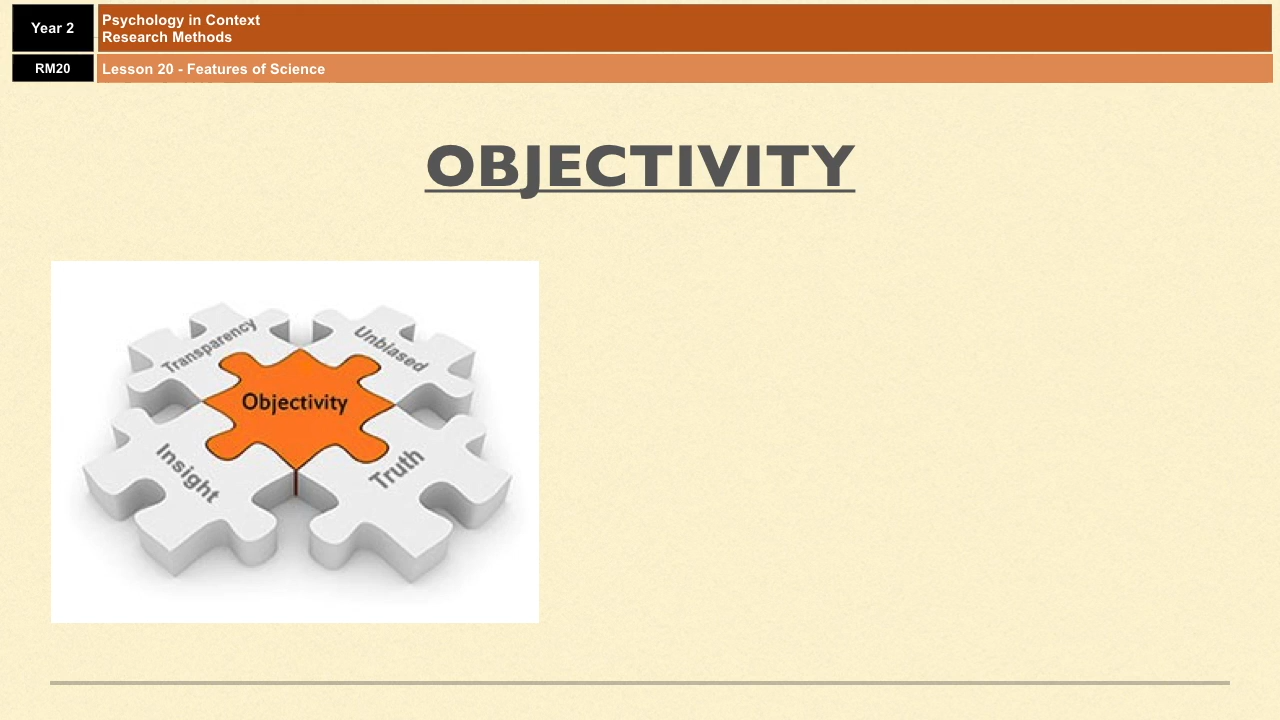 Year 2
Psychology in Context
Research Methods
RM20
Lesson 20 - Features of Science
OBJECTIVITY
Transparency
Unbiased
Objectivity
Insight
Truth